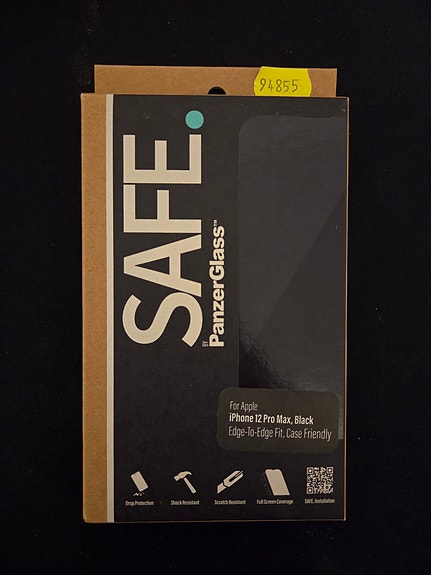 94855
SAFE.
BY PanzerGlass™
For Apple
iPhone 12 Pro Max, Black
Edge-To-Edge Fit, Case Friendly
Drop Protection
Shock Resistant
Scratch Resistant
Full Screen Coverage
SAFE. Installation